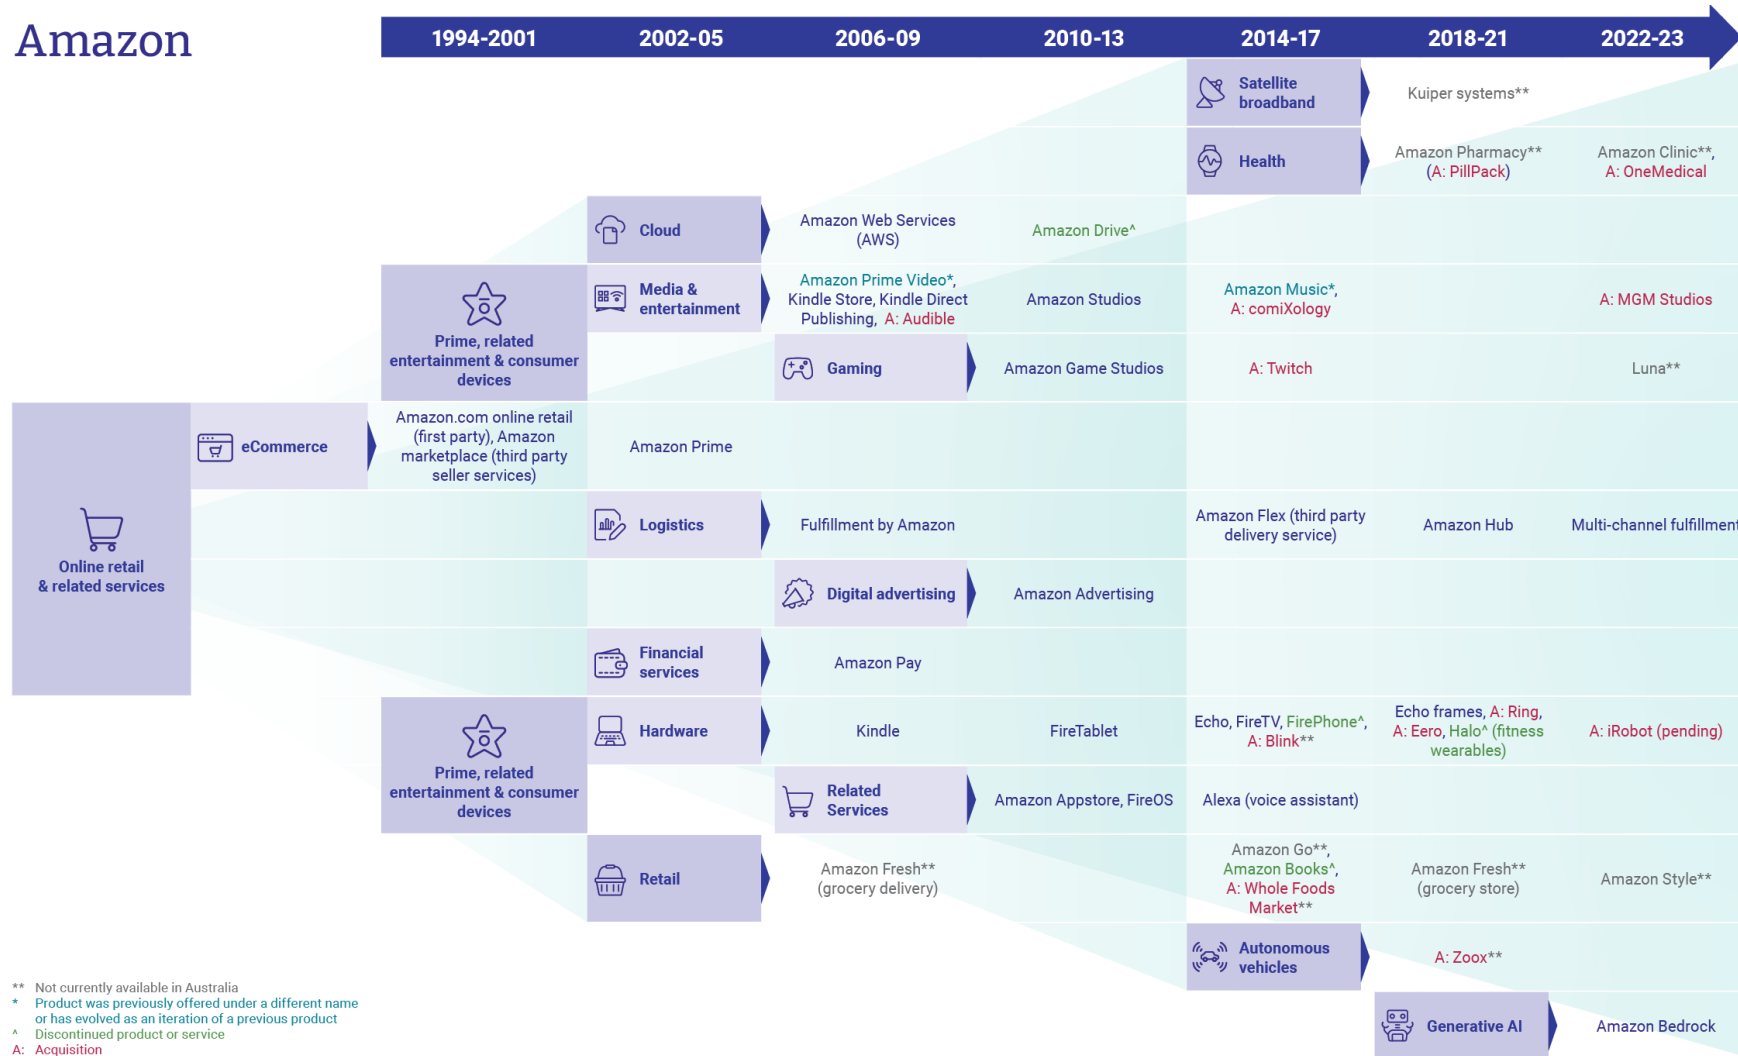 Amazon
1994-2001
2002-05
2006-09
2010-13
2014-17
2018-21
2022-23
Satellite
broadband
Kuiper systems**
Health
Amazon Pharmacy**
(A: PillPack)
Amazon Clinic**,
A: OneMedical
Cloud
Amazon Web Services
(AWS)
Amazon Drive^
Prime, related
entertainment & consumer
devices
Media &
entertainment
Amazon Prime Video*,
Kindle Store, Kindle Direct
Publishing, A: Audible
Amazon Studios
Amazon Music*,
A: comiXology
A: MGM Studios
Gaming
Amazon Game Studios
A: Twitch
Luna**
Online retail
& related services
eCommerce
Amazon.com online retail
(first party), Amazon
marketplace (third party
seller services)
Amazon Prime
Logistics
Fulfillment by Amazon
Amazon Flex (third party
delivery service)
Amazon Hub
Multi-channel fulfillment
Digital advertising
Amazon Advertising
Financial
services
Amazon Pay
Prime, related
entertainment & consumer
devices
Hardware
Kindle
FireTablet
Echo, FireTV, FirePhone^,
A: Blink**
Echo frames, A: Ring,
A: Eero, Halo^ (fitness
wearables)
A: iRobot (pending)
Related
Services
Amazon Appstore, FireOS
Alexa (voice assistant)
Retail
Amazon Fresh**
(grocery delivery)
Amazon Go**,
Amazon Books^,
A: Whole Foods
Market**
Amazon Fresh**
(grocery store)
Amazon Style**
Autonomous
vehicles
A: Zoox**
Generative AI
Amazon Bedrock
** Not currently available in Australia
* Product was previously offered under a different name
or has evolved as an iteration of a previous product
^ Discontinued product or service
A: Acquisition